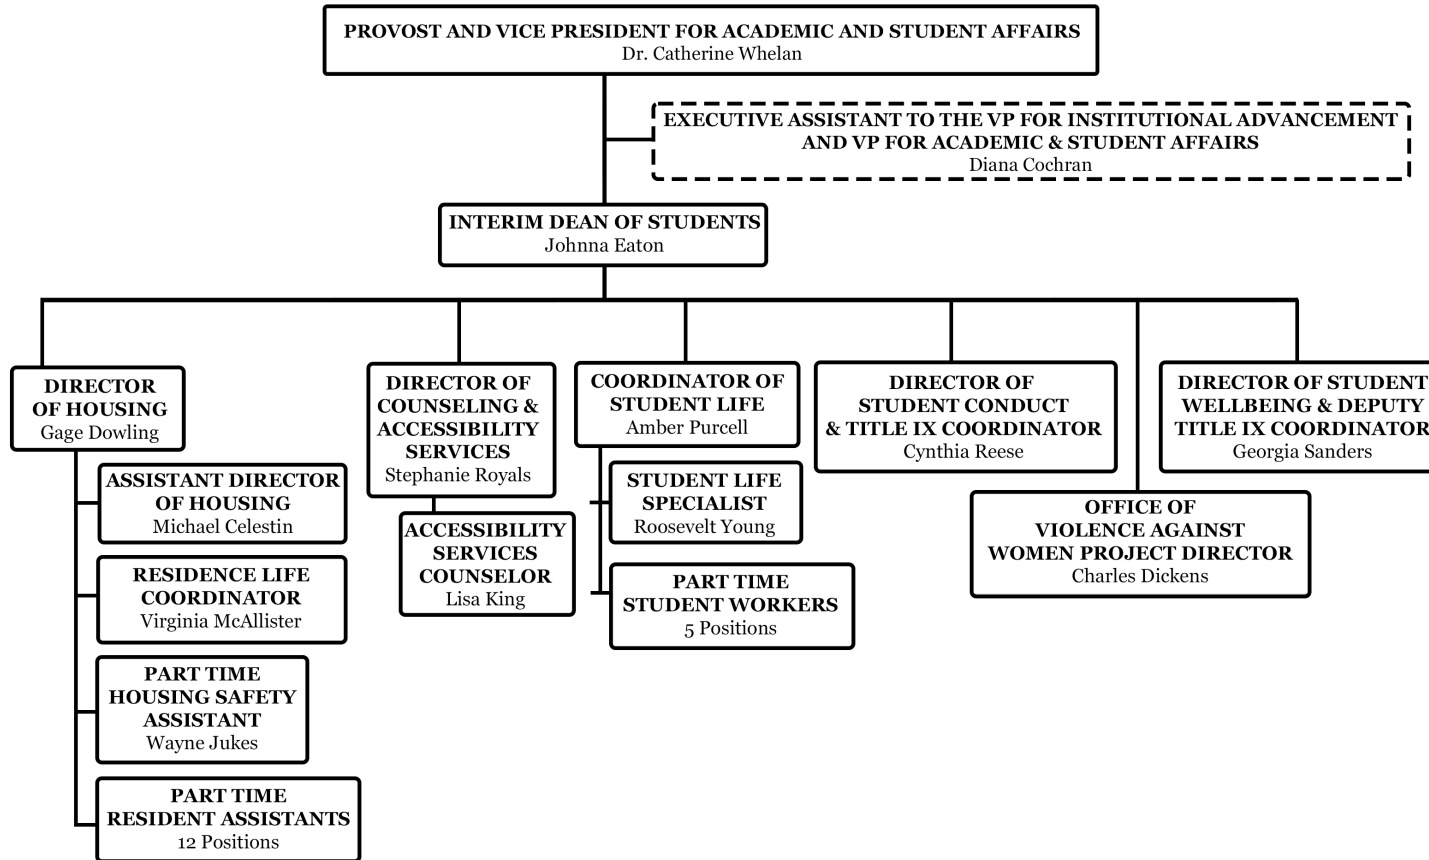 PROVOST AND VICE PRESIDENT FOR ACADEMIC AND STUDENT AFFAIRS
Dr. Catherine Whelan
EXECUTIVE ASSISTANT TO THE VP FOR INSTITUTIONAL ADVANCEMENT
AND VP FOR ACADEMIC & STUDENT AFFAIRS
Diana Cochran
INTERIM DEAN OF STUDENTS
Johnna Eaton
DIRECTOR
OF HOUSING
Gage Dowling
ASSISTANT DIRECTOR
OF HOUSING
Michael Celestin
RESIDENCE LIFE
COORDINATOR
Virginia McAllister
PART TIME
HOUSING SAFETY
ASSISTANT
Wayne Jukes
PART TIME
RESIDENT ASSISTANTS
12 Positions
DIRECTOR OF
COUNSELING &
ACCESSIBILITY
SERVICES
Stephanie Royals
ACCESSIBILITY
SERVICES
COUNSELOR
Lisa King
COORDINATOR OF
STUDENT LIFE
Amber Purcell
STUDENT LIFE
SPECIALIST
Roosevelt Young
PART TIME
STUDENT WORKERS
5 Positions
DIRECTOR OF
STUDENT CONDUCT
& TITLE IX COORDINATOR
Cynthia Reese
OFFICE OF
VIOLENCE AGAINST
WOMEN PROJECT DIRECTOR
Charles Dickens
DIRECTOR OF STUDENT
WELLBEING & DEPUTY
TITLE IX COORDINATOR
Georgia Sanders